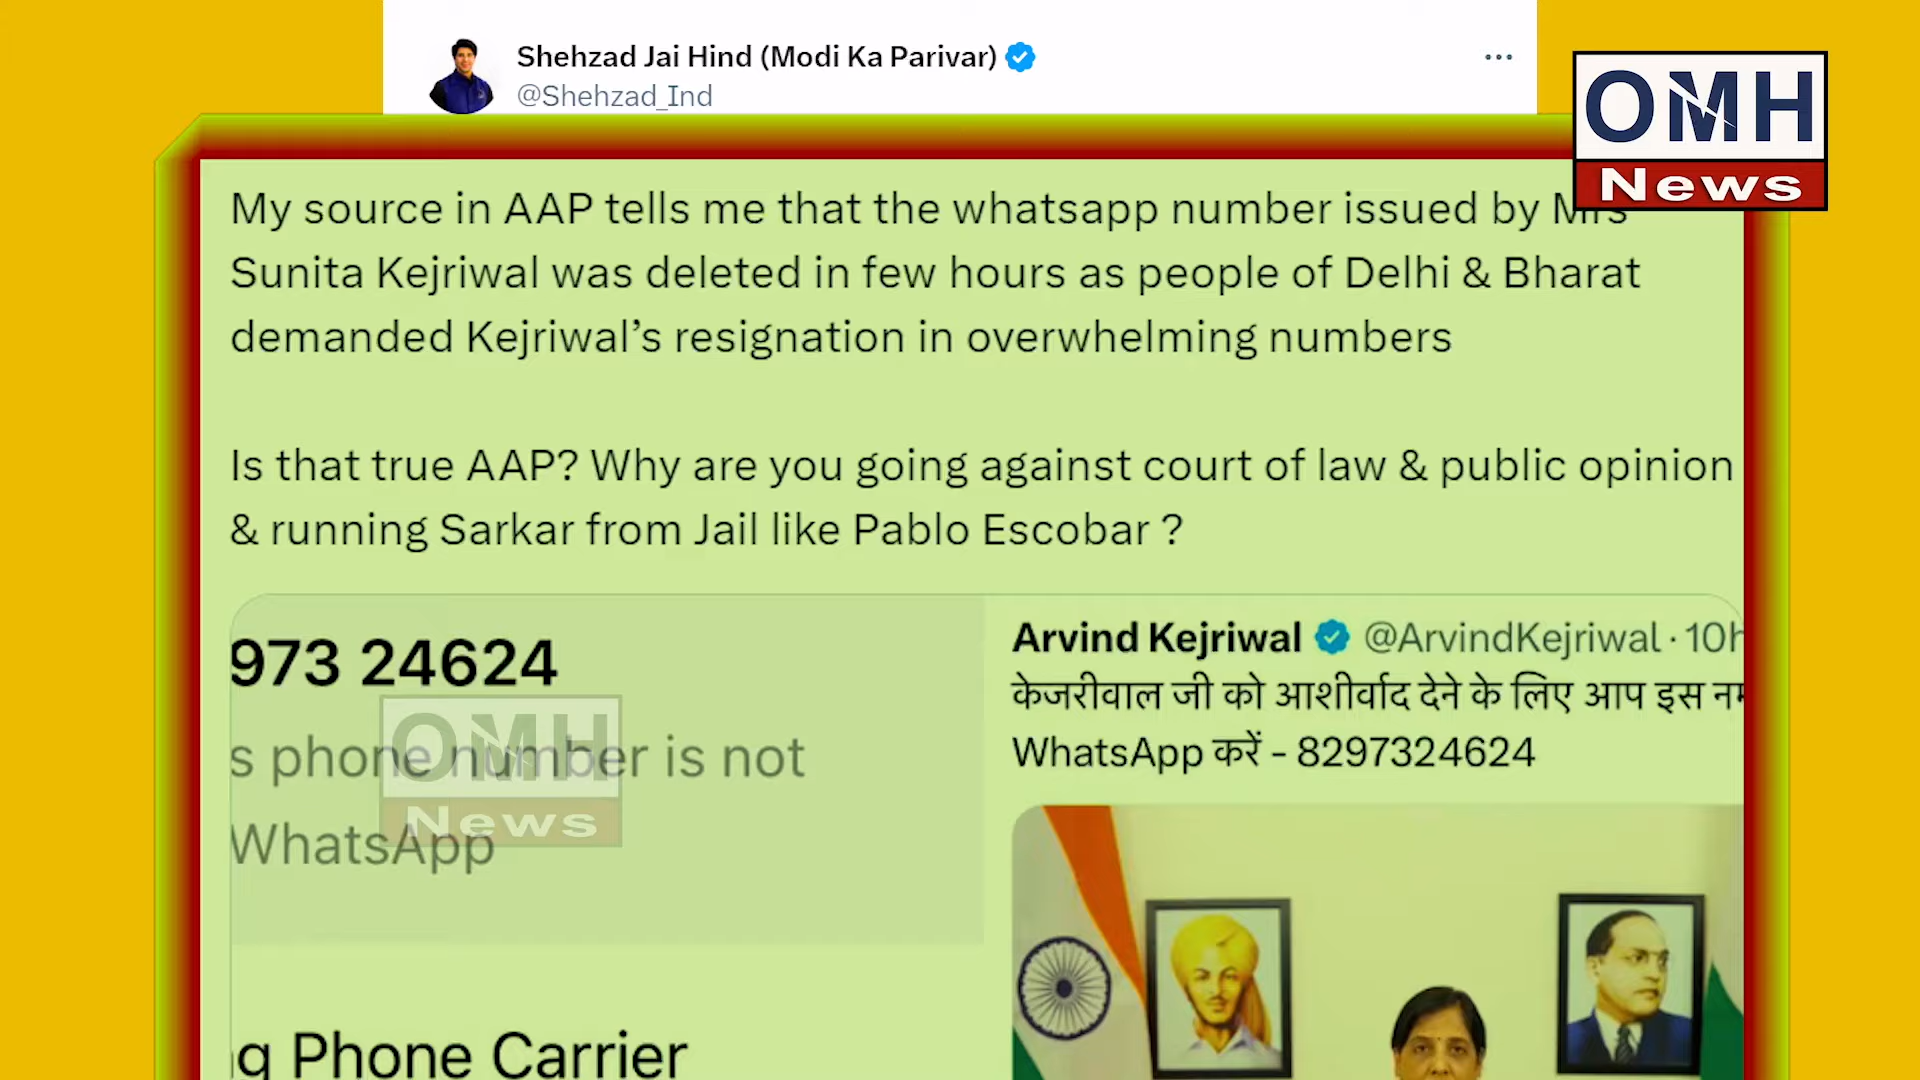 Shehzad Jai Hind (Modi Ka Parivar)
@Shehzad_Ind
OMH
News
My source in AAP tells me that the whatsapp number issued by Mrs
Sunita Kejriwal was deleted in few hours as people of Delhi & Bharat
demanded Kejriwal’s resignation in overwhelming numbers
Is that true AAP? Why are you going against court of law & public opinion
& running Sarkar from Jail like Pablo Escobar ?
973 24624
s phone number is not
WhatsApp
OMH
News
g Phone Carrier
Arvind Kejriwal @ArvindKejriwal · 10h
केजरीवाल जी को आशीर्वाद देने के लिए आप इस
WhatsApp करें - 8297324624